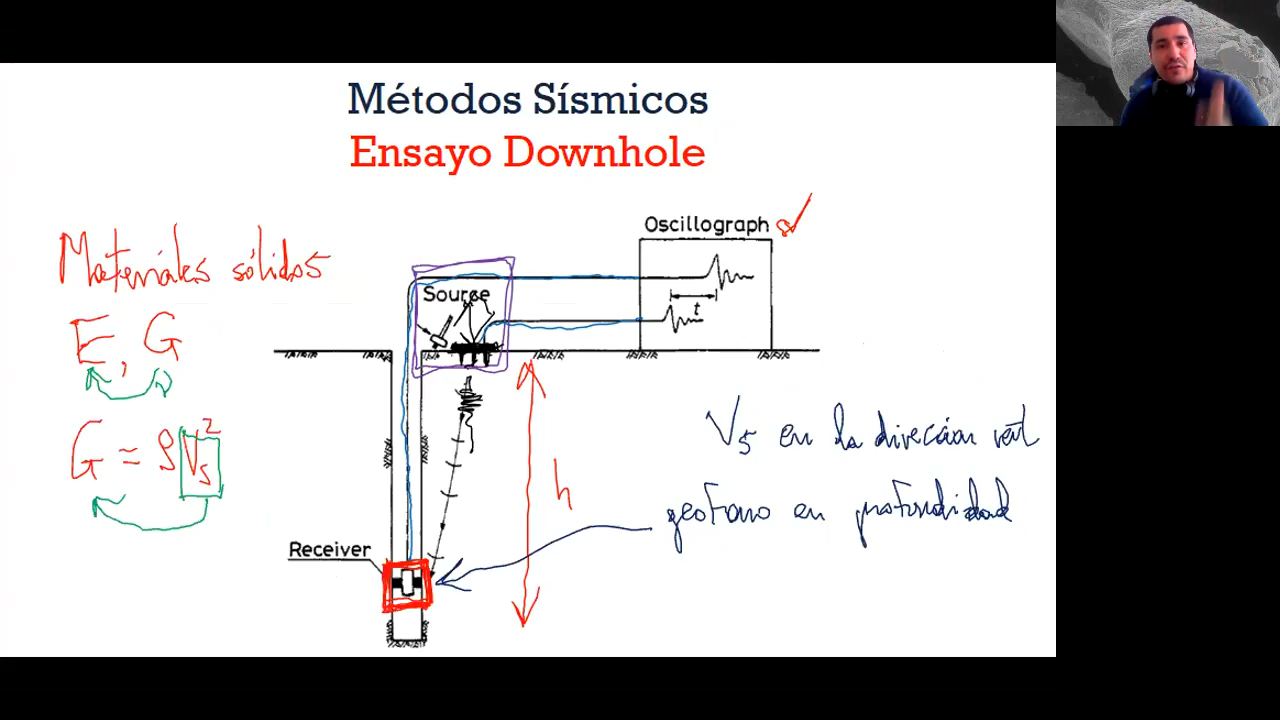 Métodos Sísmicos
Ensayo Downhole
Oscillograph
Materiales sólidos
Source
t
E, G
G = ρVs²
Vs en la dirección vert
h
geofono en profundidad
Receiver